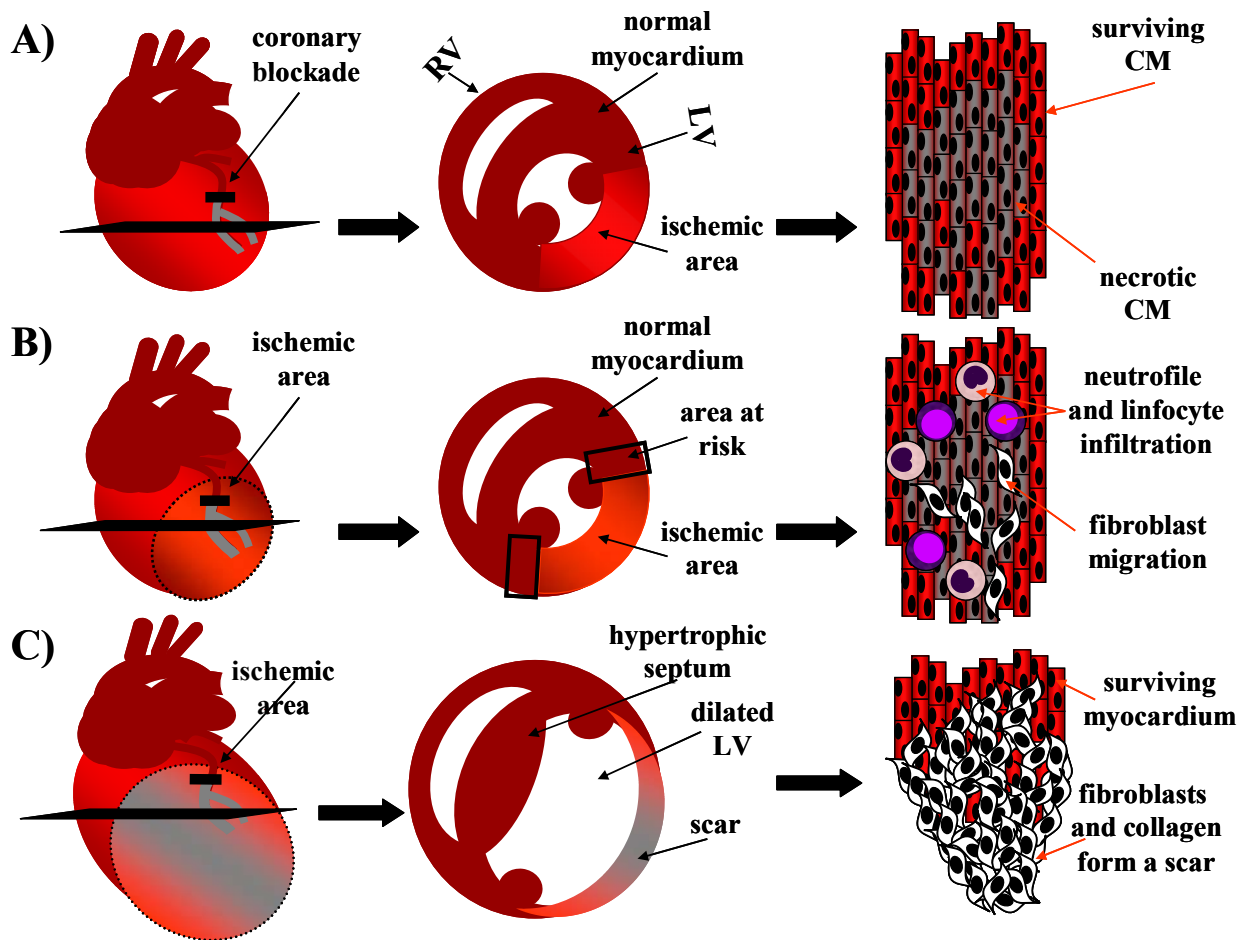 A)
coronary
blockade
RV
normal
myocardium
LV
ischemic
area
surviving
CM
necrotic
CM
B)
ischemic
area
normal
myocardium
area at
risk
ischemic
area
neutrofile
and linfocyte
infiltration
fibroblast
migration
C)
ischemic
area
hypertrophic
septum
dilated
LV
scar
surviving
myocardium
fibroblasts
and collagen
form a scar